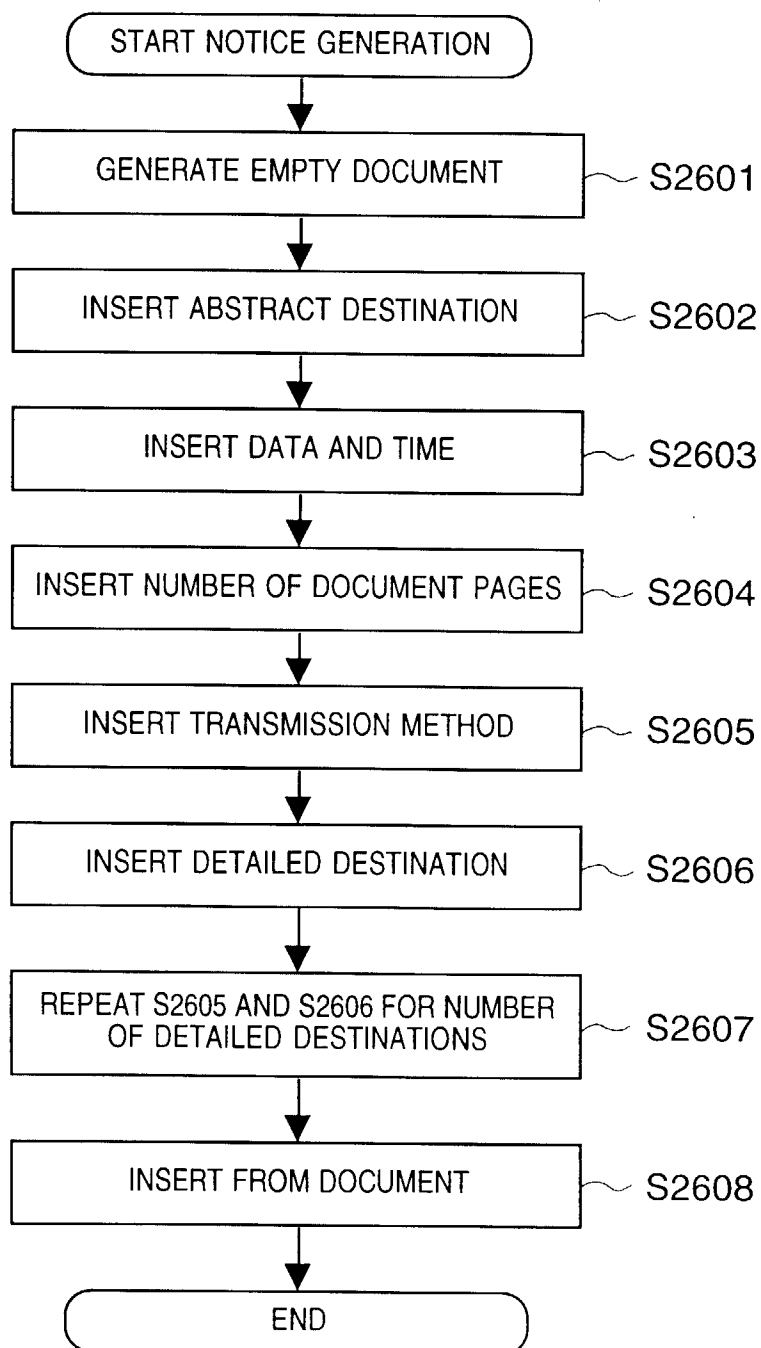 START NOTICE GENERATION
GENERATE EMPTY DOCUMENT
S2601
INSERT ABSTRACT DESTINATION
S2602
INSERT DATA AND TIME
S2603
INSERT NUMBER OF DOCUMENT PAGES
S2604
INSERT TRANSMISSION METHOD
S2605
INSERT DETAILED DESTINATION
S2606
REPEAT S2605 AND S2606 FOR NUMBER
OF DETAILED DESTINATIONS
S2607
INSERT FROM DOCUMENT
S2608
END